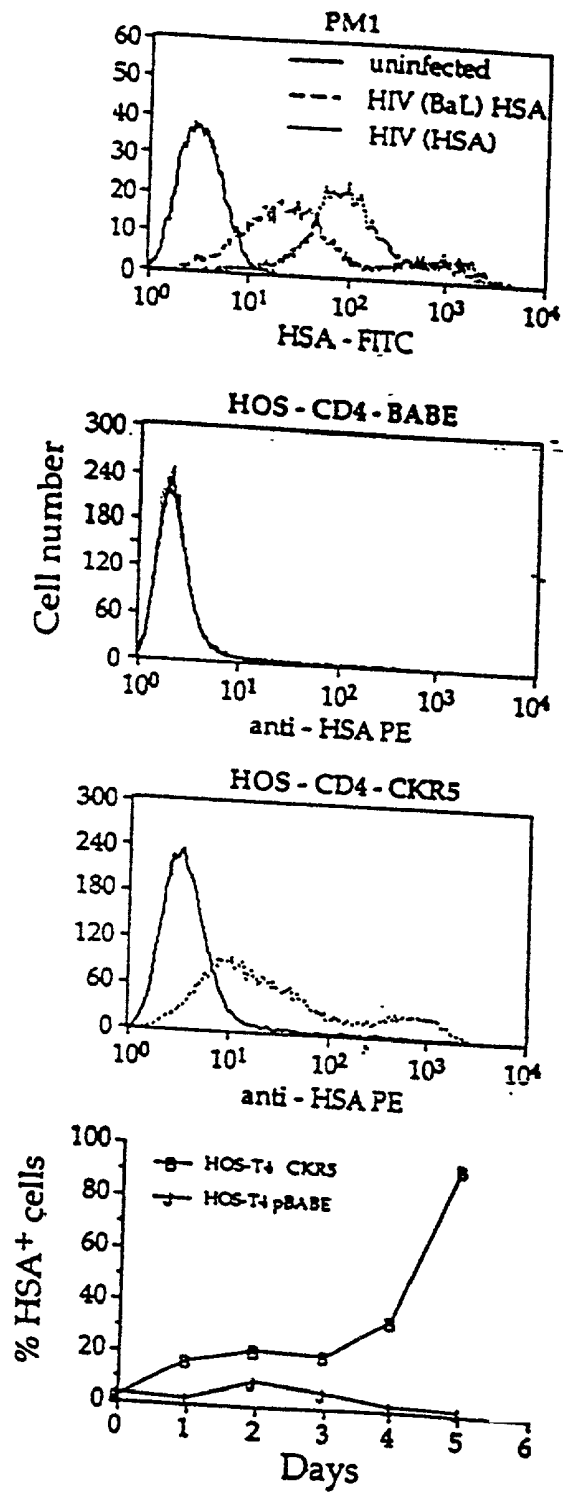 PM1
60
50
40
30
20
10
0
uninfected
HIV (BaL) HSA
HIV (HSA)
10⁰ 10¹ 10² 10³ 10⁴
HSA - FITC
HOS - CD4 - BABE
Cell number
300
240
180
120
60
0
10⁰ 10¹ 10² 10³ 10⁴
anti - HSA PE
HOS - CD4 - CKR5
300
240
180
120
60
0
10⁰ 10¹ 10² 10³ 10⁴
anti - HSA PE
% HSA+ cells
100
80
60
40
20
0
B HOS-T4 CKR5
J HOS-T4 pBABE
0 1 2 3 4 5 6
Days